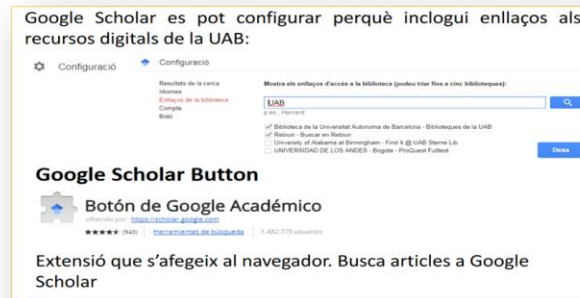 Google Scholar es pot configurar perquè inclogui enllaços als
recursos digitals de la UAB:
Configuració
Configuració
Resultats de la cerca
Idiomes
Enllaços de la biblioteca
Compte
Botó
Mostra els enllaços d'accés a la biblioteca (podeu triar fins a cinc biblioteques):
UAB
p.ex., Harvard
Biblioteca de la Universitat Autonoma de Barcelona - Biblioteques de la UAB
Rebiun - Buscar en Rebiun
University of Alabama at Birmingham - Find It @ UAB Sterne Lib
UNIVERSIDAD DE LOS ANDES - Bogota - ProQuest Fulltext
Desa
Google Scholar Button
Botón de Google Académico
ofrecido por https://scholar.google.com
(540) Herramientas de búsqueda 1.482.775 usuarios
Extensió que s'afegeix al navegador. Busca articles a Google
Scholar